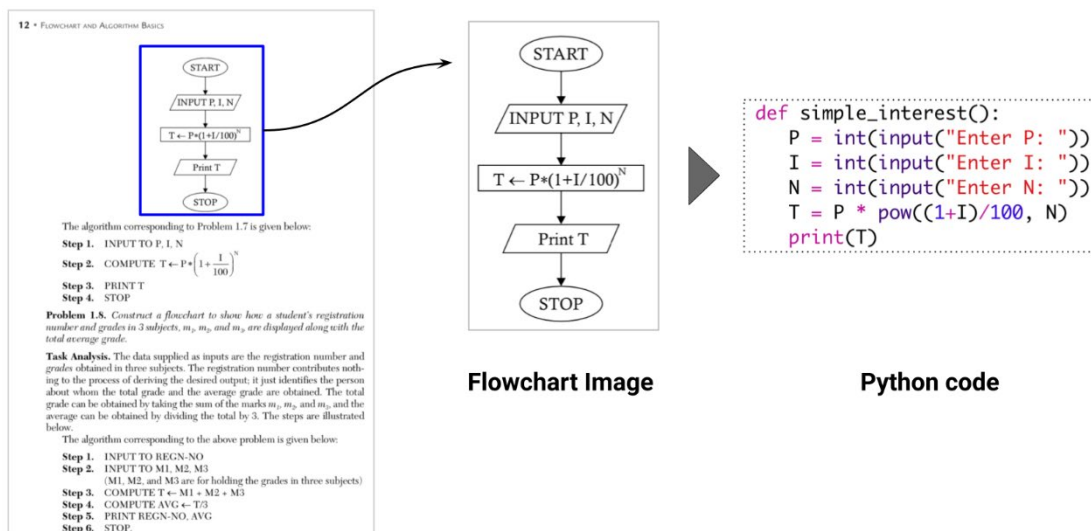 12 • FLOWCHART AND ALGORITHM BASICS
START
INPUT P, I, N
T ← P*(1+I/100)^N
Print T
STOP
The algorithm corresponding to Problem 1.7 is given below:
Step 1. INPUT TO P, I, N
Step 2. COMPUTE T ← P*(1 + I/100)^N
Step 3. PRINT T
Step 4. STOP
Problem 1.8. Construct a flowchart to show how a student's registration
number and grades in 3 subjects, m1, m2, and m3, are displayed along with the
total average grade.
Task Analysis. The data supplied as inputs are the registration number and
grades obtained in three subjects. The registration number contributes noth-
ing to the process of deriving the desired output; it just identifies the person
about whom the total grade and the average grade are obtained. The total
grade can be obtained by taking the sum of the marks m1, m2, and m3, and the
average can be obtained by dividing the total by 3. The steps are illustrated
below.
The algorithm corresponding to the above problem is given below:
Step 1. INPUT TO REGN-NO
Step 2. INPUT TO M1, M2, M3
(M1, M2, and M3 are for holding the grades in three subjects)
Step 3. COMPUTE T ← M1 + M2 + M3
Step 4. COMPUTE AVG ← T/3
Step 5. PRINT REGN-NO, AVG
Step 6. STOP.
START
INPUT P, I, N
T ← P*(1+I/100)^N
Print T
STOP
Flowchart Image
def simple_interest():
P = int(input("Enter P: "))
I = int(input("Enter I: "))
N = int(input("Enter N: "))
T = P * pow((1+I)/100, N)
print(T)
Python code